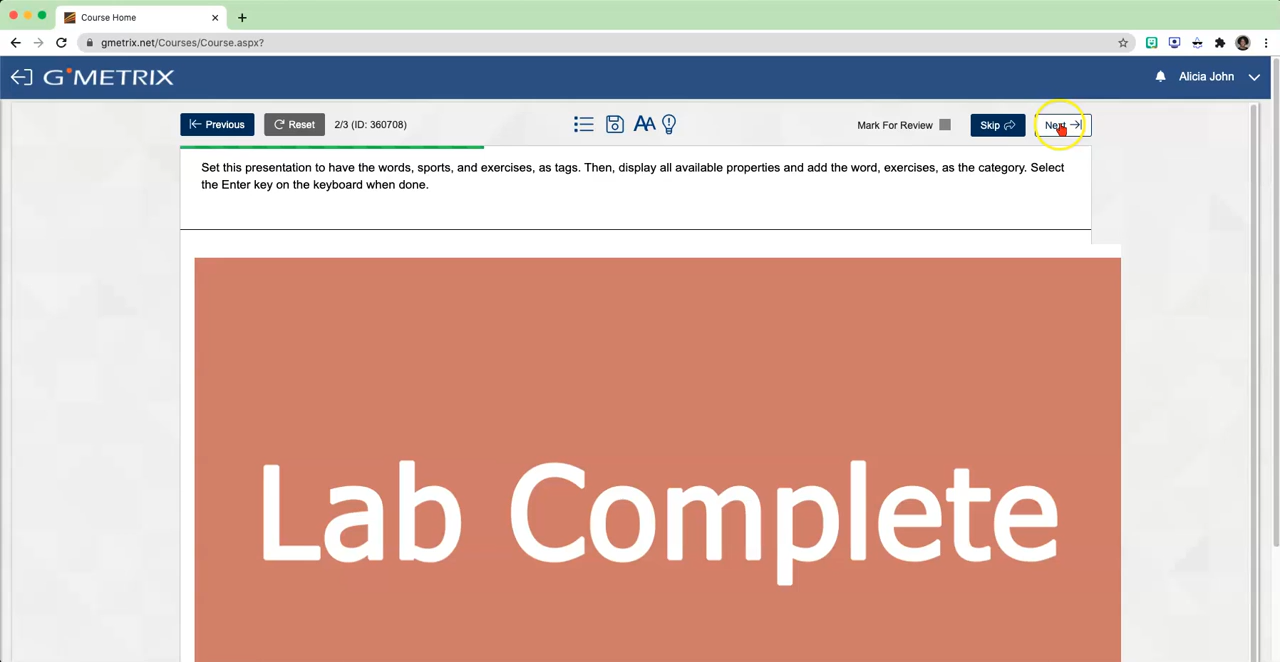 Course Home
gmetrix.net/Courses/Course.aspx?
G METRIX
Alicia John
Previous
Reset
2/3 (ID: 360708)
AA
Mark For Review
Skip
Next
Set this presentation to have the words, sports, and exercises, as tags. Then, display all available properties and add the word, exercises, as the category. Select
the Enter key on the keyboard when done.
Lab Complete